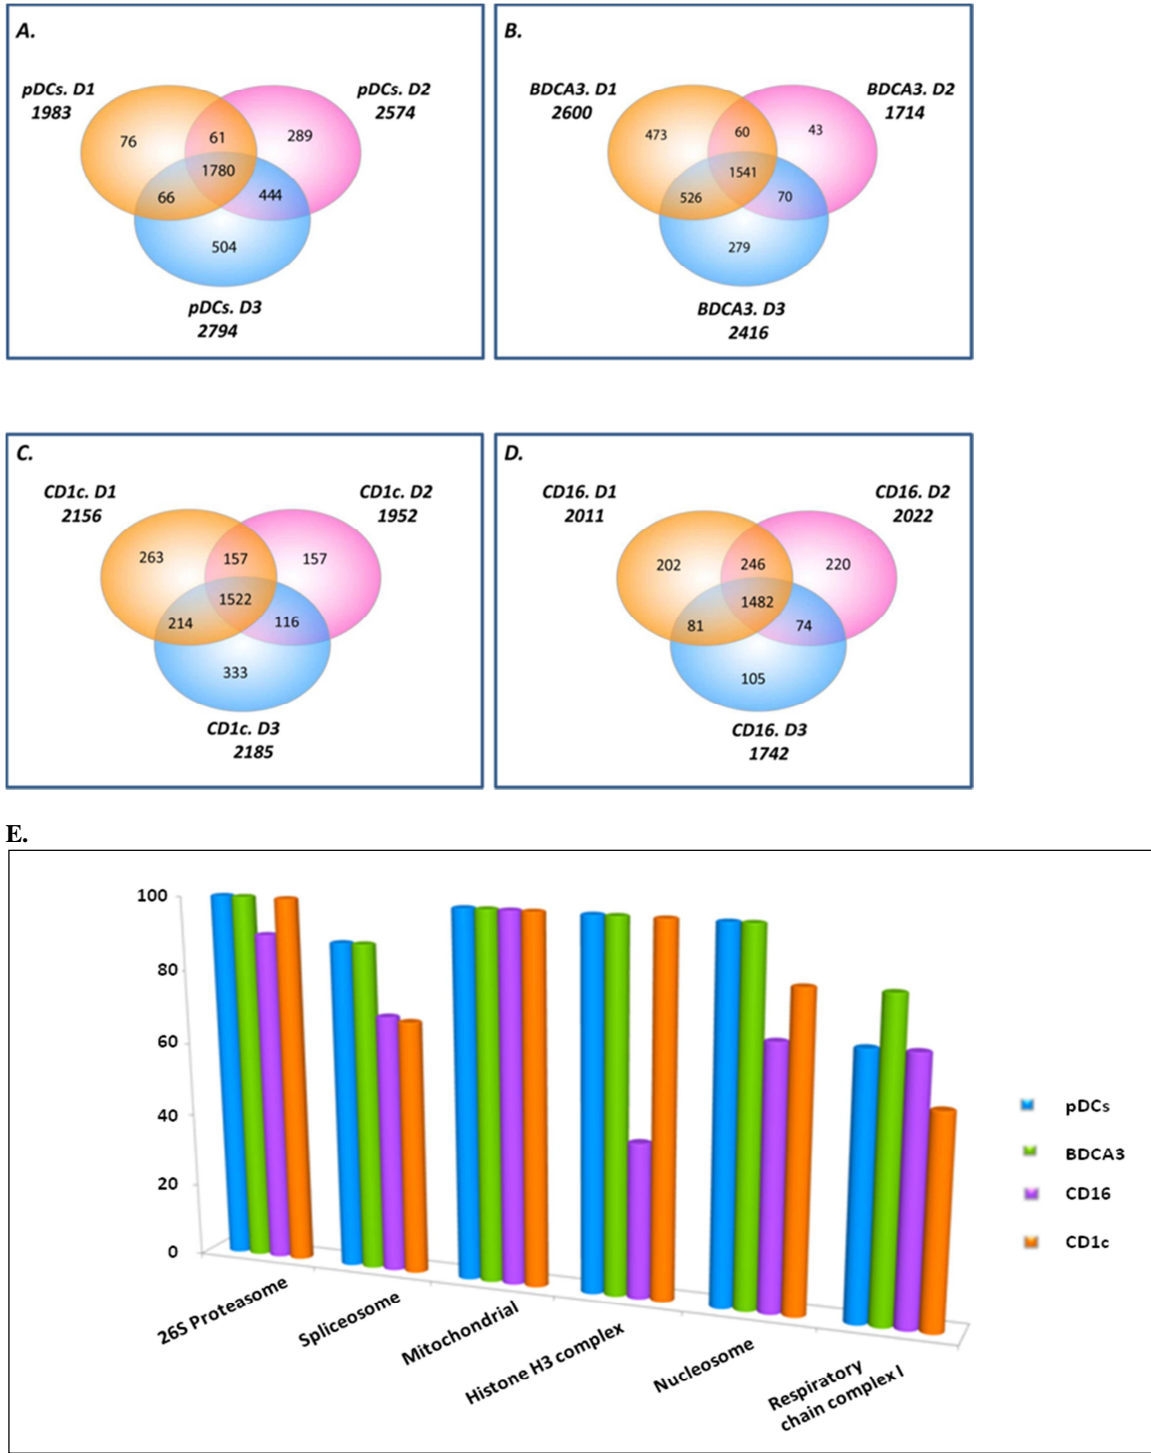 A.
pDCs. D1
1983
pDCs. D2
2574
76
61
289
1780
66
444
504
pDCs. D3
2794
B.
BDCA3. D1
2600
BDCA3. D2
1714
473
60
43
1541
526
70
279
BDCA3. D3
2416
C.
CD1c. D1
2156
CD1c. D2
1952
263
157
157
1522
214
116
333
CD1c. D3
2185
D.
CD16. D1
2011
CD16. D2
2022
202
246
220
1482
81
74
105
CD16. D3
1742
E.
100
80
60
40
20
0
26S Proteasome
Spliceosome
Mitochondrial
Histone H3 complex
Nucleosome
Respiratory
chain complex I
pDCs
BDCA3
CD16
CD1c